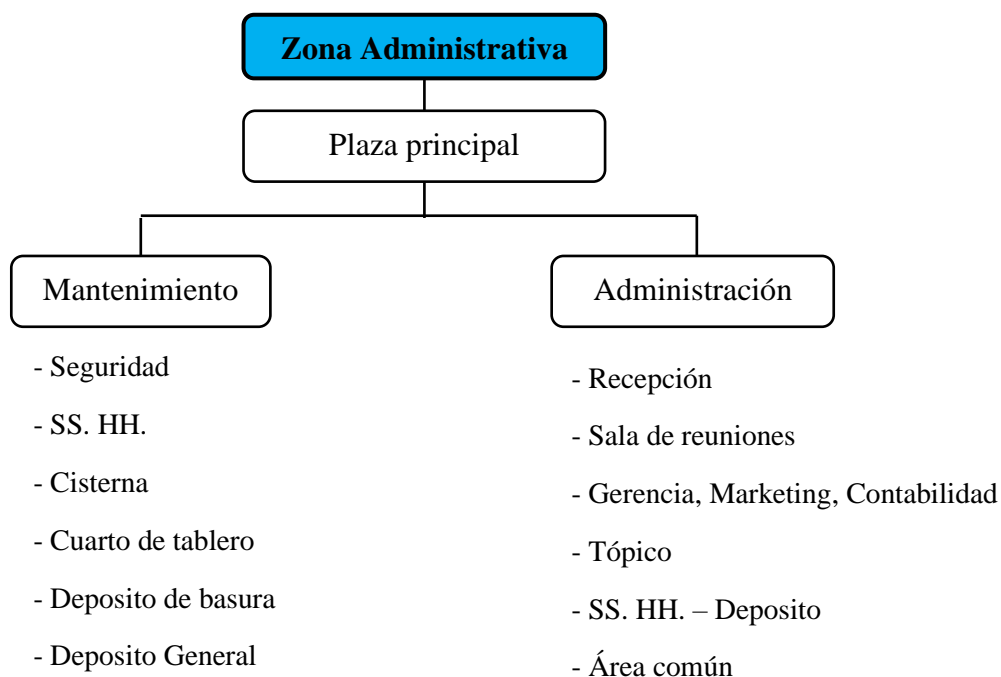 Zona Administrativa
Plaza principal
Mantenimiento
- Seguridad
- SS. HH.
- Cisterna
- Cuarto de tablero
- Deposito de basura
- Deposito General
Administración
- Recepción
- Sala de reuniones
- Gerencia, Marketing, Contabilidad
- Tópico
- SS. HH. – Deposito
- Área común